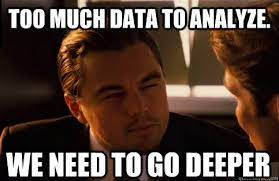 TOO MUCH DATA TO ANALYZE.
WE NEED TO GO DEEPER